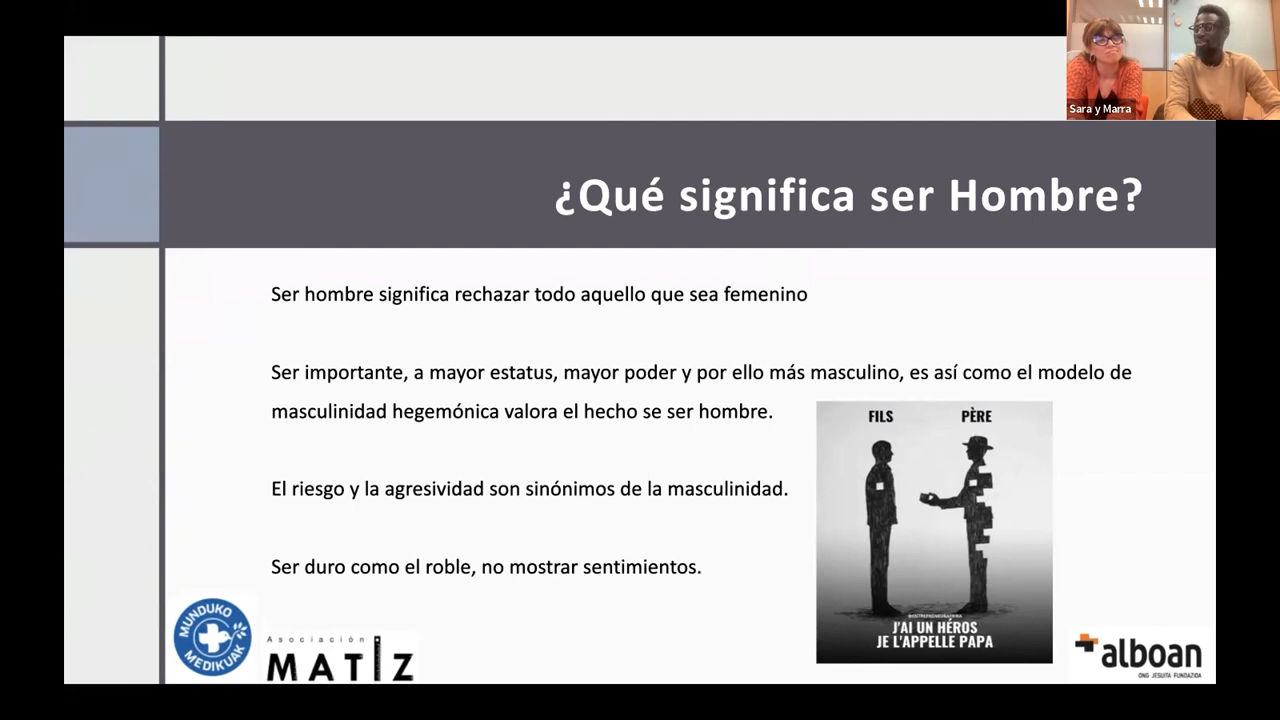 Sara y Marra
¿Qué significa ser Hombre?
Ser hombre significa rechazar todo aquello que sea femenino
Ser importante, a mayor estatus, mayor poder y por ello más masculino, es así como el modelo de
masculinidad hegemónica valora el hecho se ser hombre.
El riesgo y la agresividad son sinónimos de la masculinidad.
Ser duro como el roble, no mostrar sentimientos.
FILS PÈRE
J'AI UN HÉROS
JE L'APPELLE PAPA
MUNDUKO
MEDIKUAK
Asociación
MATIZ
alboan
ONG JESUITA FUNDAZIOA